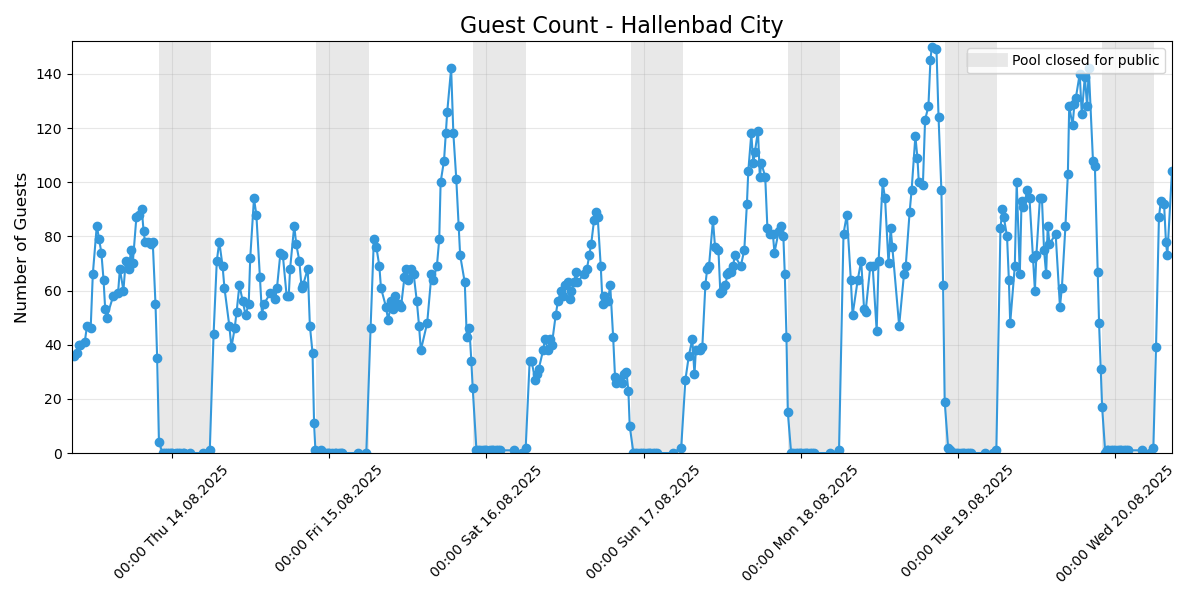 Guest Count - Hallenbad City
Pool closed for public
Number of Guests
140
120
100
80
60
40
20
0
00:00 Thu 14.08.2025
00:00 Fri 15.08.2025
00:00 Sat 16.08.2025
00:00 Sun 17.08.2025
00:00 Mon 18.08.2025
00:00 Tue 19.08.2025
00:00 Wed 20.08.2025